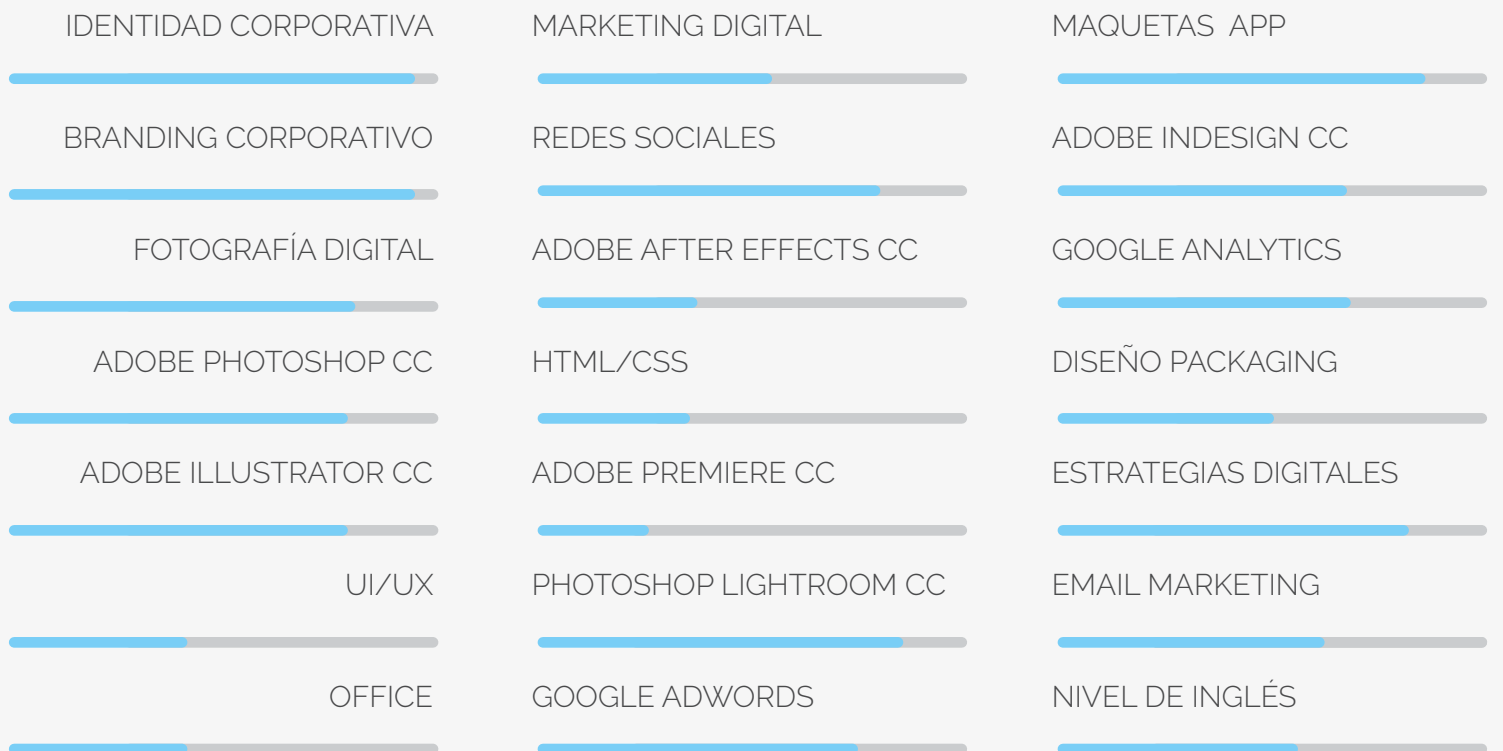 IDENTIDAD CORPORATIVA
BRANDING CORPORATIVO
FOTOGRAFÍA DIGITAL
ADOBE PHOTOSHOP CC
ADOBE ILLUSTRATOR CC
UI/UX
OFFICE
MARKETING DIGITAL
REDES SOCIALES
ADOBE AFTER EFFECTS CC
HTML/CSS
ADOBE PREMIERE CC
PHOTOSHOP LIGHTROOM CC
GOOGLE ADWORDS
MAQUETAS APP
ADOBE INDESIGN CC
GOOGLE ANALYTICS
DISEÑO PACKAGING
ESTRATEGIAS DIGITALES
EMAIL MARKETING
NIVEL DE INGLÉS